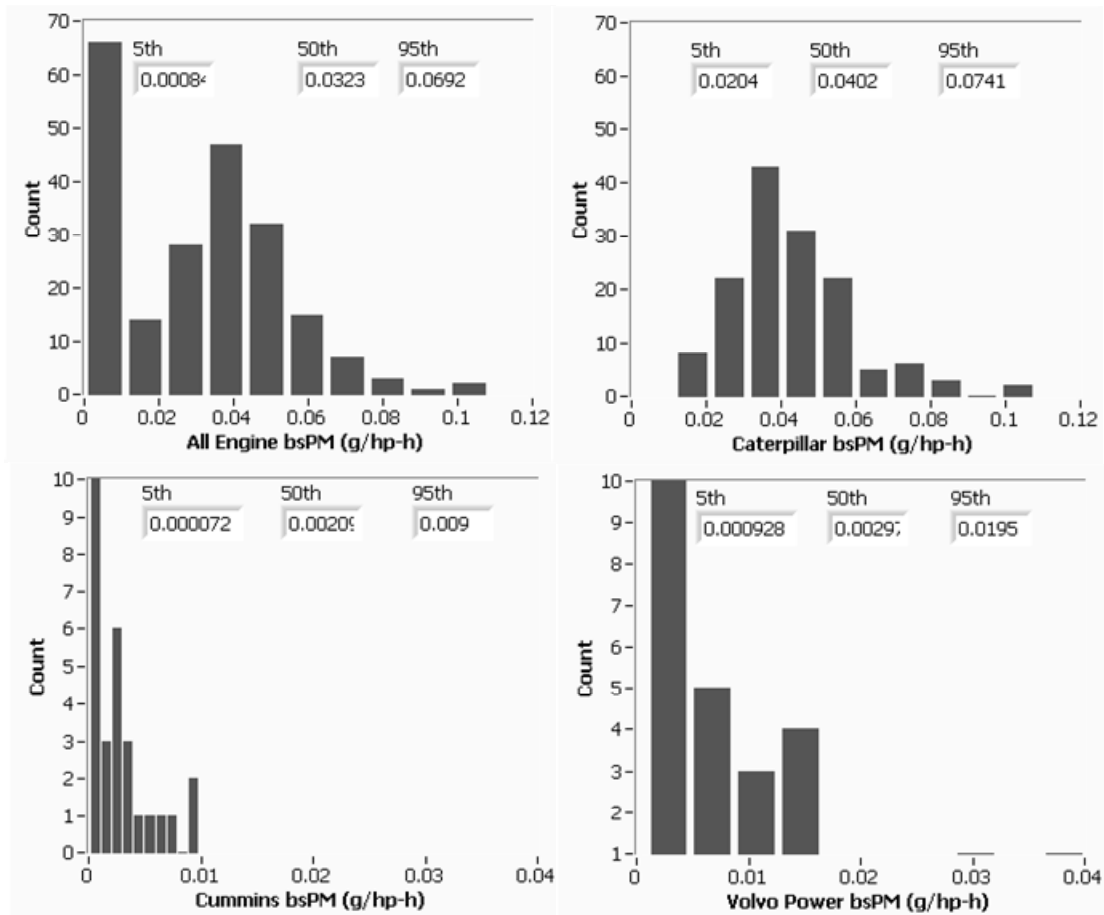 70
60
50
40
30
20
10
0
Count
5th 50th 95th
0.00084 0.0323 0.0692
0 0.02 0.04 0.06 0.08 0.1 0.12
All Engine bsPM (g/hp-h)
70
60
50
40
30
20
10
0
Count
5th 50th 95th
0.0204 0.0402 0.0741
0 0.02 0.04 0.06 0.08 0.1 0.12
Caterpillar bsPM (g/hp-h)
10
9
8
7
6
5
4
3
2
1
0
Count
5th 50th 95th
0.000072 0.00209 0.009
0 0.01 0.02 0.03 0.04
Cummins bsPM (g/hp-h)
10
9
8
7
6
5
4
3
2
1
Count
5th 50th 95th
0.000928 0.00297 0.0195
0 0.01 0.02 0.03 0.04
Volvo Power bsPM (g/hp-h)